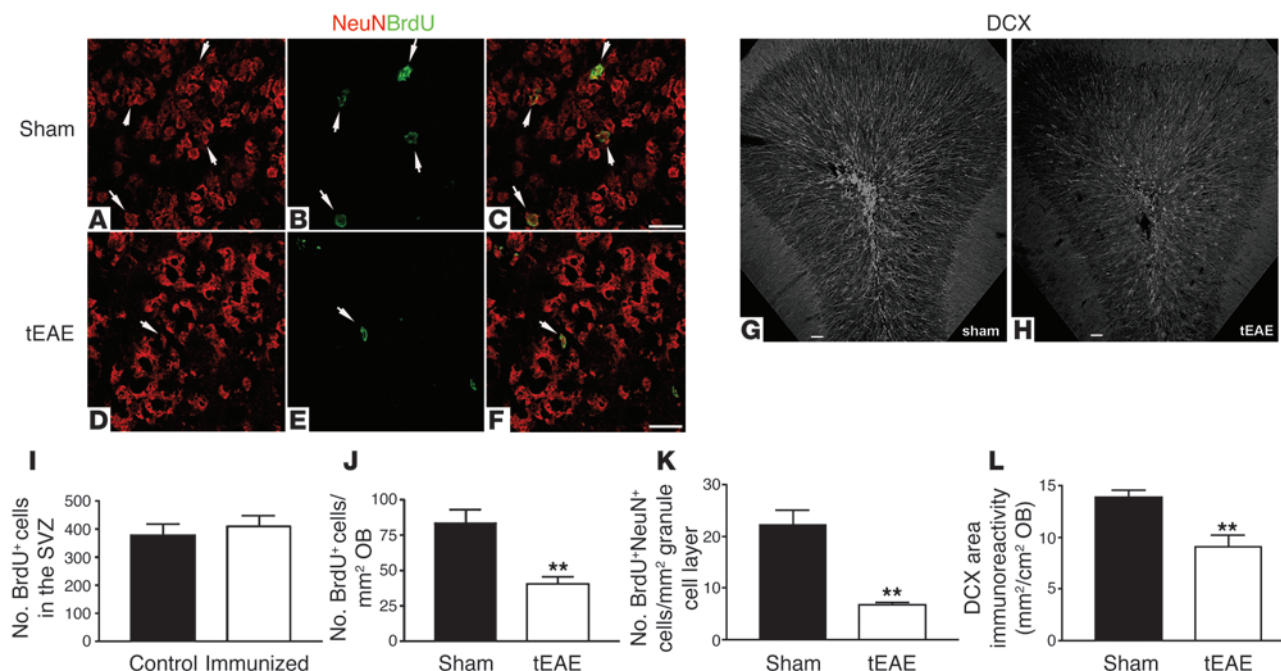 NeuNBrdU
DCX
Sham
A
B
C
tEAE
D
E
F
G
sham
H
tEAE
I
No. BrdU⁺ cells
in the SVZ
500
400
300
200
100
0
Control
Immunized
J
No. BrdU⁺ cells/
mm² OB
100
75
50
25
0
**
Sham
tEAE
K
No. BrdU⁺NeuN⁺
cells/mm² granule
cell layer
30
20
10
0
**
Sham
tEAE
L
DCX area
immunoreactivity
(mm²/cm² OB)
15
10
5
0
**
Sham
tEAE